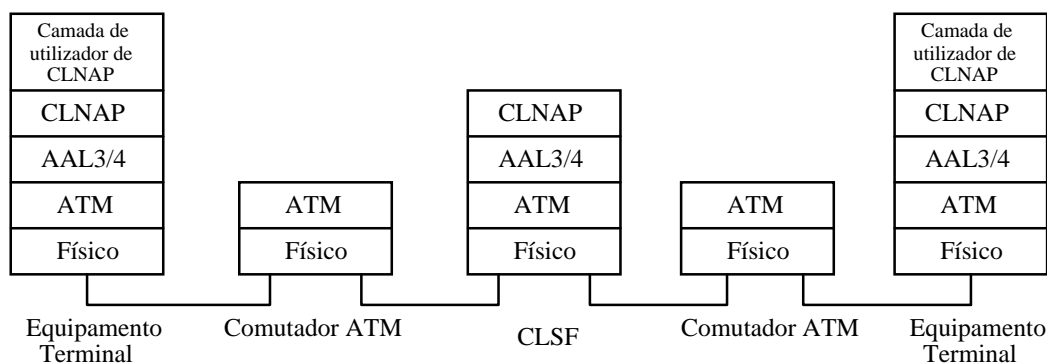 Camada de
utilizador de
CLNAP
CLNAP
AAL3/4
ATM
Físico
Equipamento
Terminal
ATM
Físico
Comutador ATM
CLNAP
AAL3/4
ATM
Físico
CLSF
ATM
Físico
Comutador ATM
Camada de
utilizador de
CLNAP
CLNAP
AAL3/4
ATM
Físico
Equipamento
Terminal